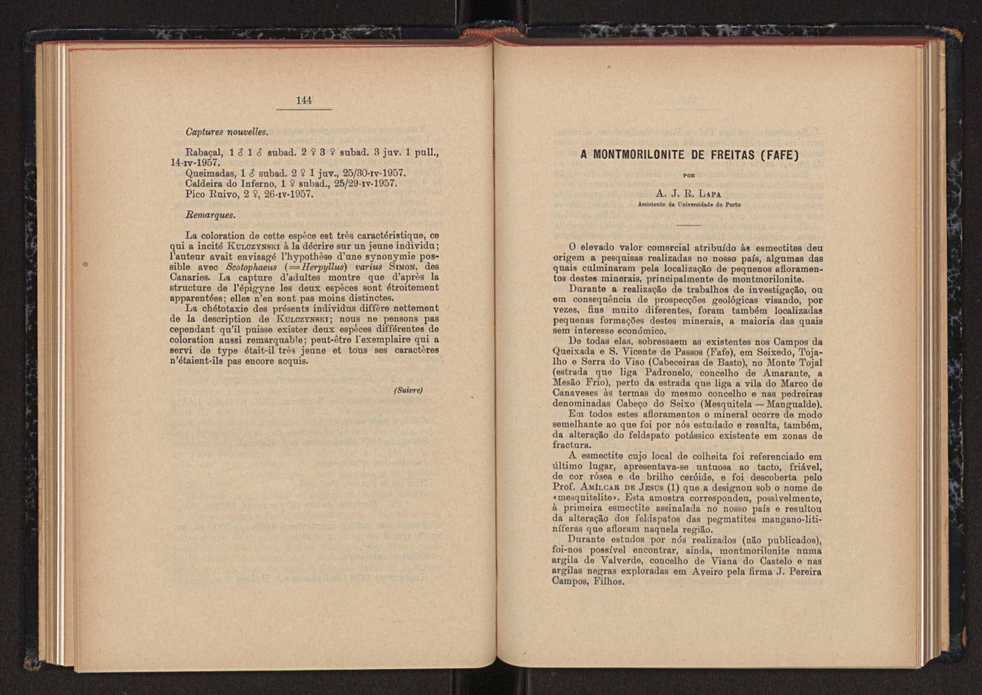 144
Captures nouvelles.
Rabaçal, 1 ♂ 1 ♂ subad. 2 ♀ 3 ♀ subad. 3 juv. 1 pull.,
14-IV-1957.
Queimadas, 1 ♂ subad. 2 ♀ 1 juv., 25/30-IV-1957.
Caldeira do Inferno, 1 ♀ subad., 25/29-IV-1957.
Pico Ruivo, 2 ♀, 26-IV-1957.
Remarques.
La coloration de cette espèce est très caractéristique, ce
qui a incité KULCZYNSKI à la décrire sur un jeune individu;
l'auteur avait envisagé l'hypothèse d'une synonymie pos-
sible avec Scotophaeus (=Herpyllus) varius SIMON, des
Canaries. La capture d'adultes montre que d'après la
structure de l'épigyne les deux espèces sont étroitement
apparentées; elles n'en sont pas moins distinctes.
La chétotaxie des présents individus diffère nettement
de la description de KULCZYNSKI; nous ne pensons pas
cependant qu'il puisse exister deux espèces différentes de
coloration aussi remarquable; peut-être l'exemplaire qui a
servi de type était-il très jeune et tous ses caractères
n'étaient-ils pas encore acquis.
(Suivre)
A MONTMORILONITE DE FREITAS (FAFE)
POR
A. J. R. LAPA
Assistente da Universidade do Porto
O elevado valor comercial atribuído às esmectites deu
origem a pesquisas realizadas no nosso país, algumas das
quais culminaram pela localização de pequenos afloramen-
tos destes minerais, principalmente de montmorilonite.
Durante a realização de trabalhos de investigação, ou
em consequência de prospecções geológicas visando, por
vezes, fins muito diferentes, foram também localizadas
pequenas formações destes minerais, a maioria das quais
sem interesse económico.
De todas elas, sobressaem as existentes nos Campos da
Queixada e S. Vicente de Passos (Fafe), em Seixedo, Toja-
lho e Serra do Viso (Cabeceiras de Basto), no Monte Tojal
(estrada que liga Padronelo, concelho de Amarante, a
Mesão Frio), perto da estrada que liga a vila do Marco de
Canaveses às termas do mesmo concelho e nas pedreiras
denominadas Cabeço do Seixo (Mesquitela — Mangualde).
Em todos estes afloramentos o mineral ocorre de modo
semelhante ao que foi por nós estudado e resulta, também,
da alteração do feldspato potássico existente em zonas de
fractura.
A esmectite cujo local de colheita foi referenciado em
último lugar, apresentava-se untuosa ao tacto, friável,
de cor rósea e de brilho ceróide, e foi descoberta pelo
Prof. AMÍLCAR DE JESUS (1) que a designou sob o nome de
«mesquitelite». Esta amostra correspondeu, possìvelmente,
à primeira esmectite assinalada no nosso país e resultou
da alteração dos feldspatos das pegmatites mangano-liti-
níferas que afloram naquela região.
Durante estudos por nós realizados (não publicados),
foi-nos possível encontrar, ainda, montmorilonite numa
argila de Valverde, concelho de Viana do Castelo e nas
argilas negras exploradas em Aveiro pela firma J. Pereira
Campos, Filhos.